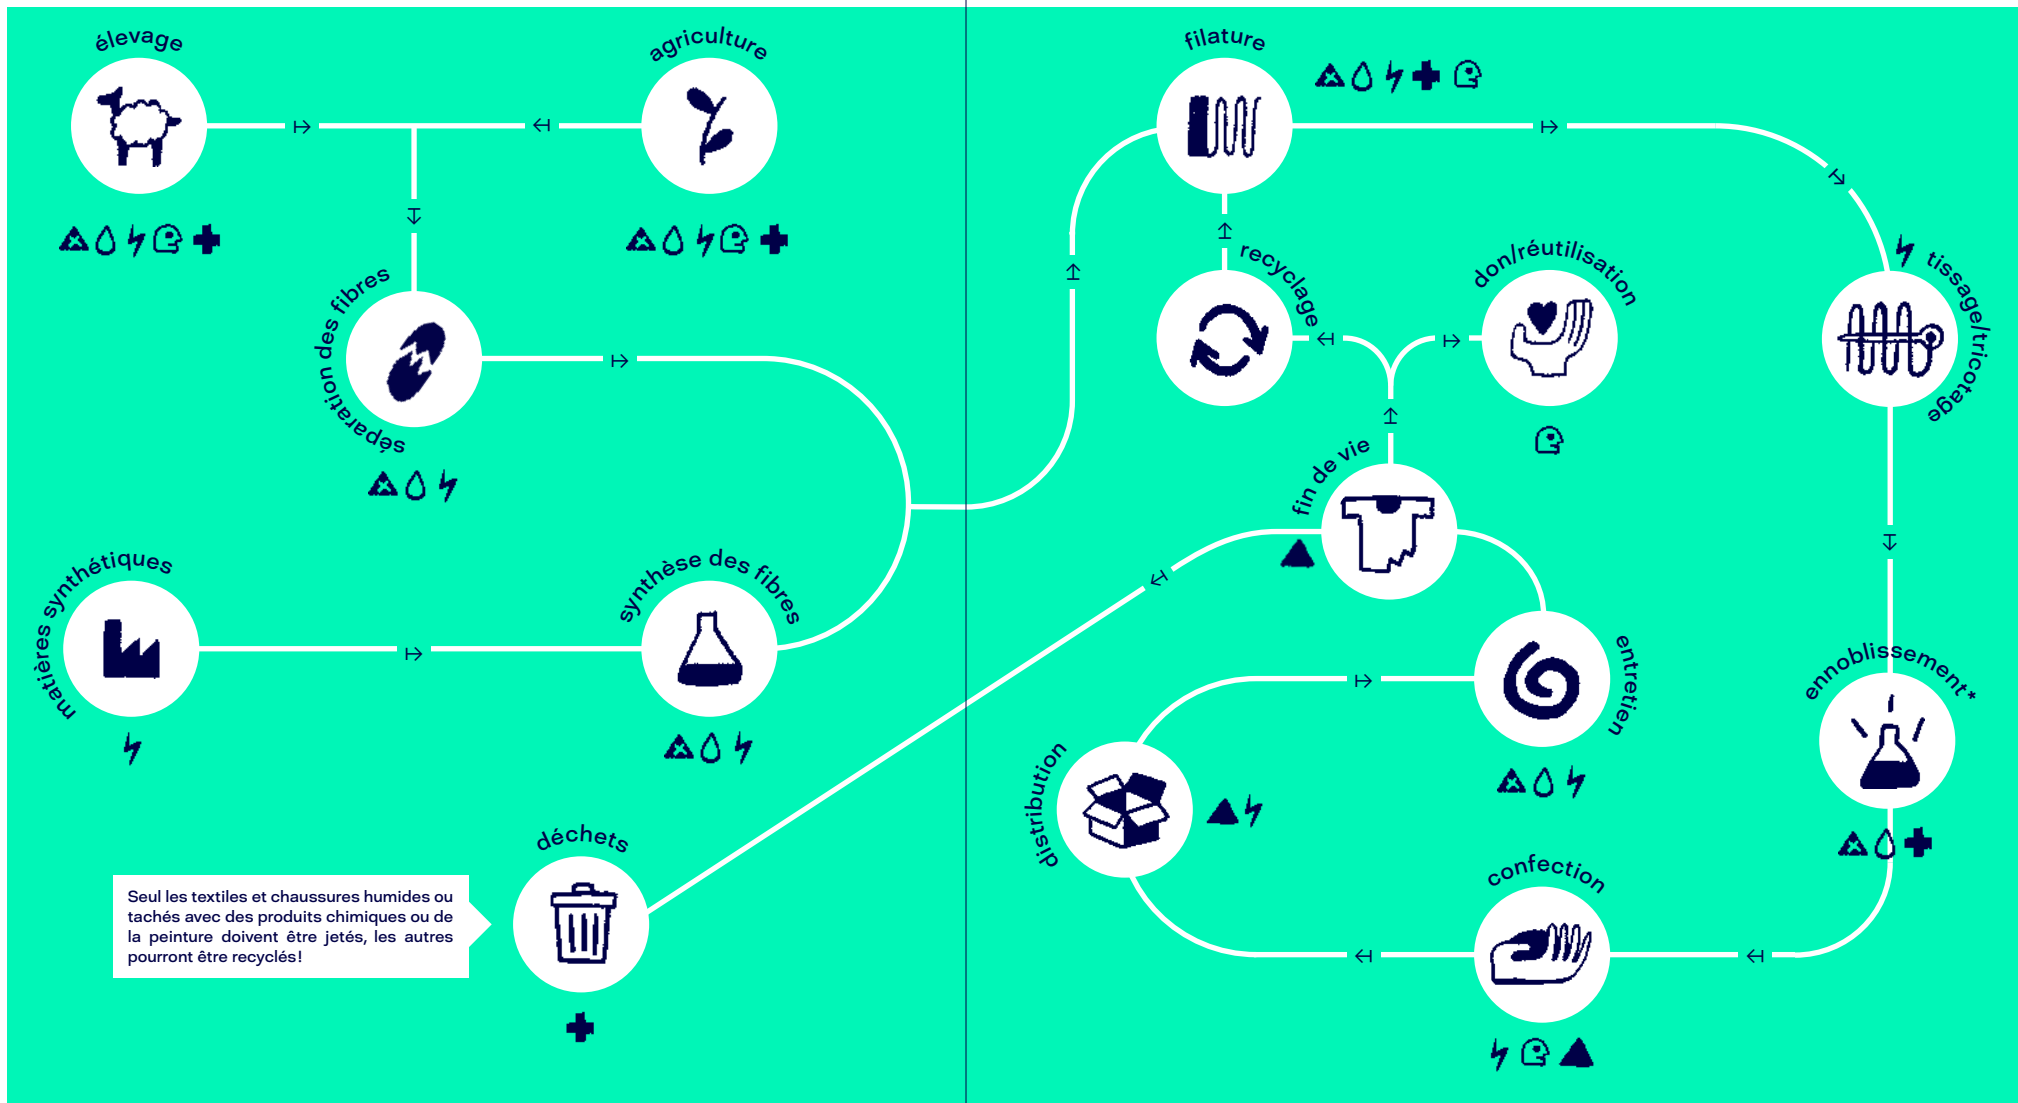 élevage
agriculture
filature
séparation des fibres
recyclage
don/réutilisation
tissage/tricotage
fin de vie
matières synthétiques
synthèse des fibres
entretien
ennoblissement*
distribution
déchets
confection
Seul les textiles et chaussures humides ou
tachés avec des produits chimiques ou de
la peinture doivent être jetés, les autres
pourront être recyclés!